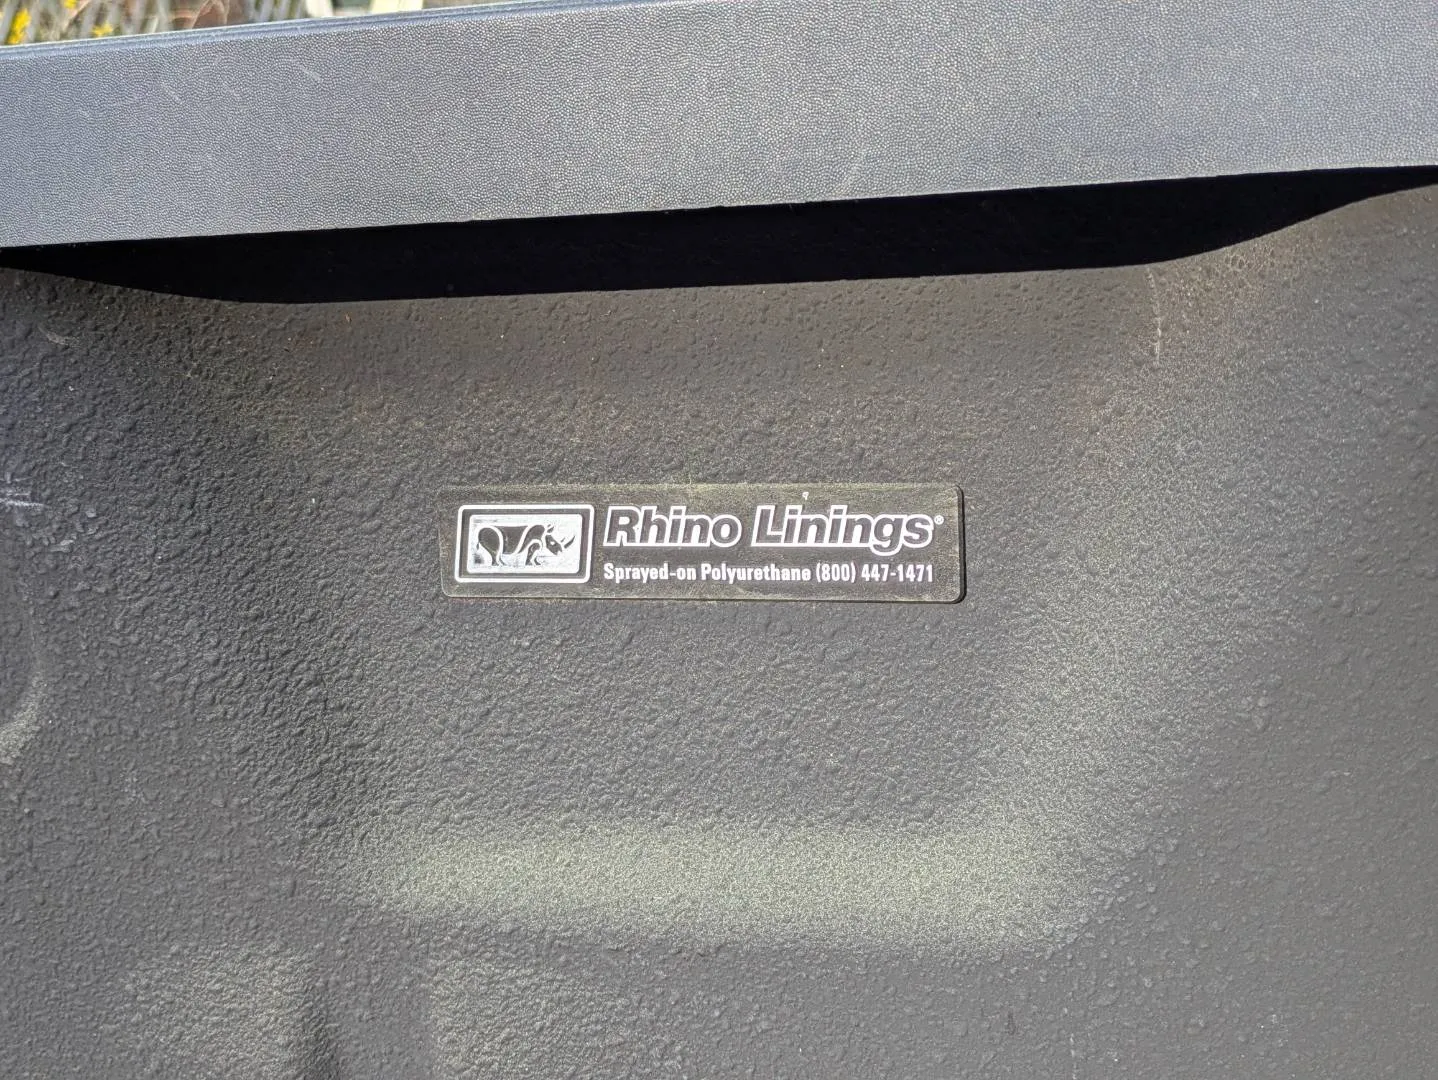 Rhino Linings®
Sprayed-on Polyurethane (800) 447-1471